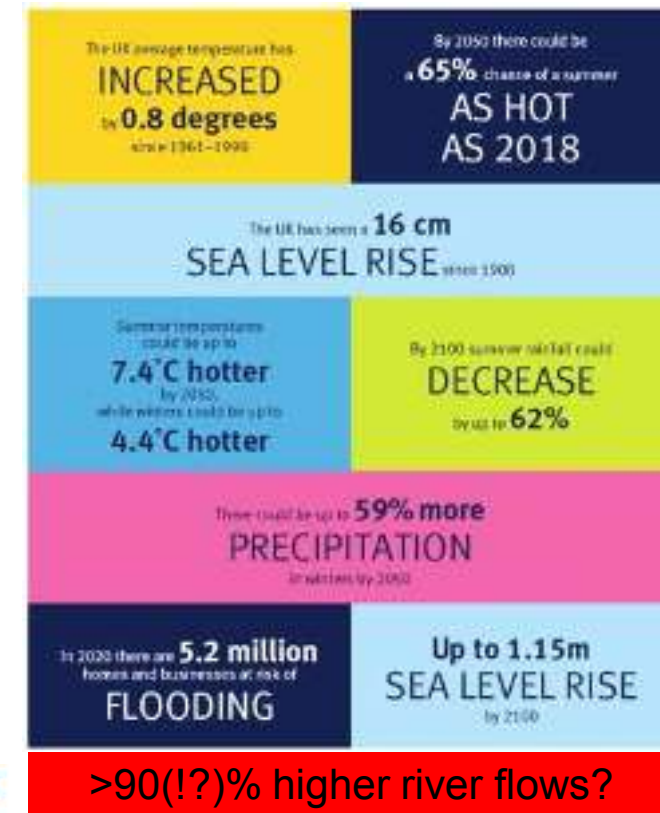 The UK average temperature has
INCREASED
by 0.8 degrees
since 1961–1990
By 2050 there could be
a 65% chance of a summer
AS HOT
AS 2018
The UK has seen a 16 cm
SEA LEVEL RISE since 1900
Summer temperatures
could be up to
7.4°C hotter
by
while winters could be up to
4.4°C hotter
By 2100 summer rainfall could
DECREASE
by up to 62%
There could be up to 59% more
PRECIPITATION
in winters by
In 2020 there are 5.2 million
homes and businesses at risk of
FLOODING
Up to 1.15m
SEA LEVEL RISE
by 2100
>90(!?)% higher river flows?